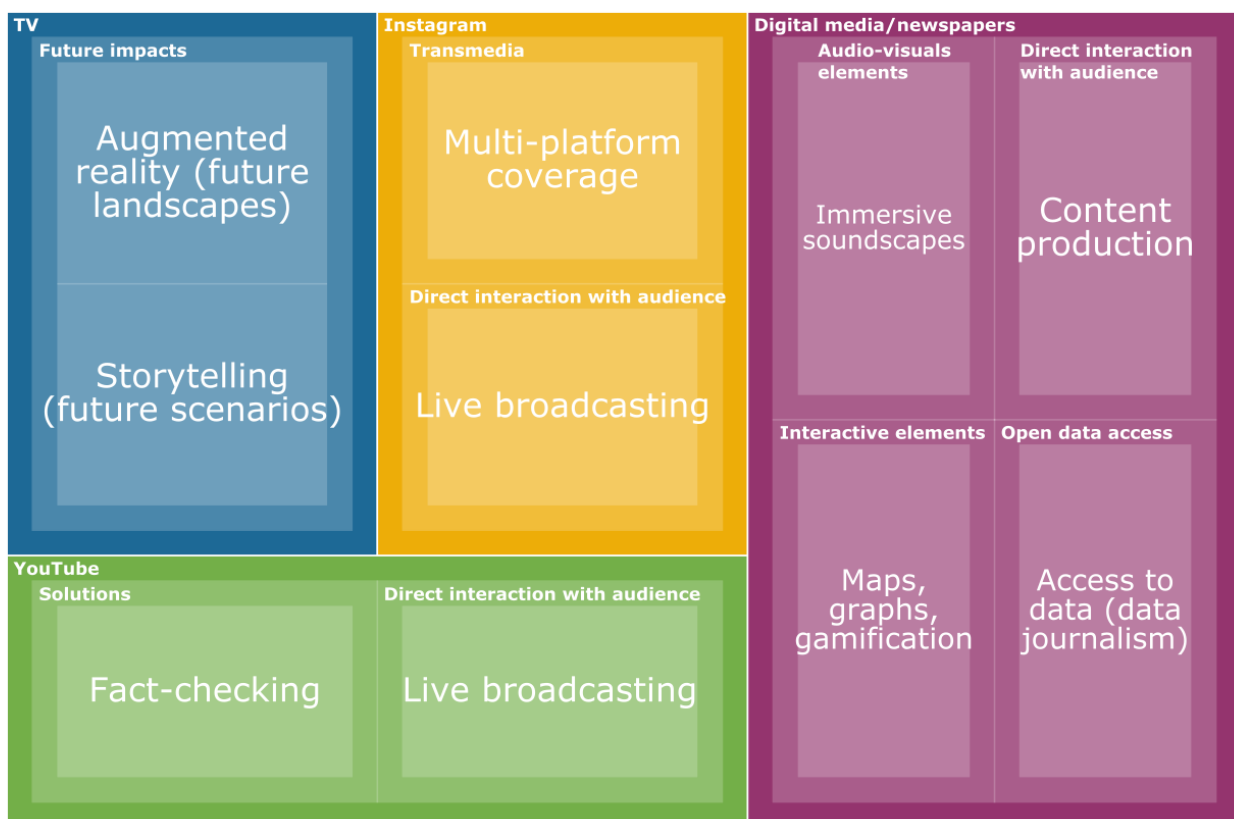 TV
Future impacts
Augmented
reality (future
landscapes)
Storytelling
(future scenarios)
Instagram
Transmedia
Multi-platform
coverage
Direct interaction with audience
Live broadcasting
YouTube
Solutions
Fact-checking
Direct interaction with audience
Live broadcasting
Digital media/newspapers
Audio-visuals
elements
Immersive
soundscapes
Direct interaction
with audience
Content
production
Interactive elements
Maps,
graphs,
gamification
Open data access
Access to
data (data
journalism)